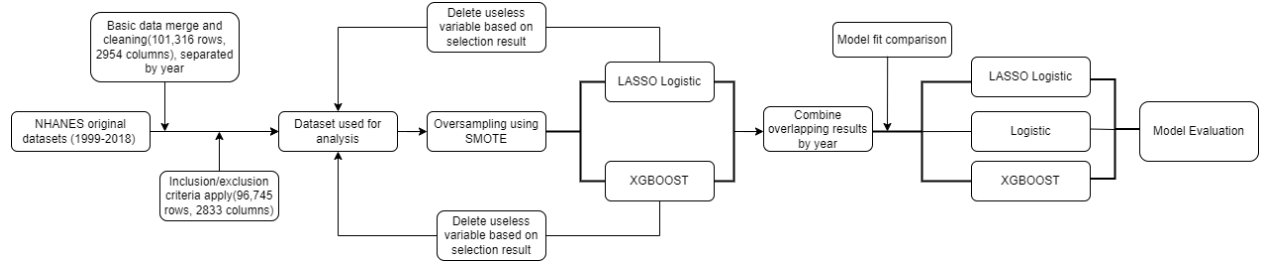 Basic data merge and
cleaning(101,316 rows,
2954 columns), separated
by year
NHANES original
datasets (1999-2018)
Inclusion/exclusion
criteria apply(96,745
rows, 2833 columns)
Delete useless
variable based on
selection result
Dataset used for
analysis
Oversampling using
SMOTE
Delete useless
variable based on
selection result
LASSO Logistic
XGBOOST
Combine
overlapping results
by year
Model fit comparison
LASSO Logistic
Logistic
XGBOOST
Model Evaluation